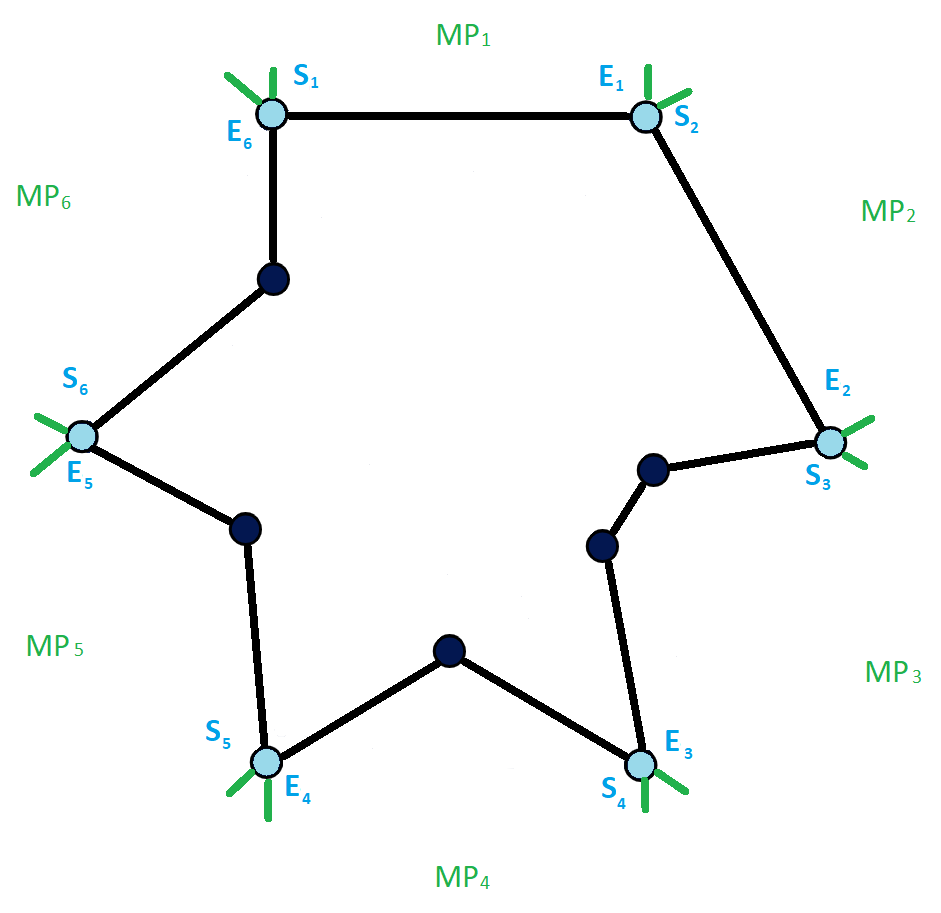 MP₁
S₁
E₁
E₆
S₂
MP₆
MP₂
S₆
E₂
E₅
S₃
MP₅
MP₃
S₅
E₃
E₄
S₄
MP₄